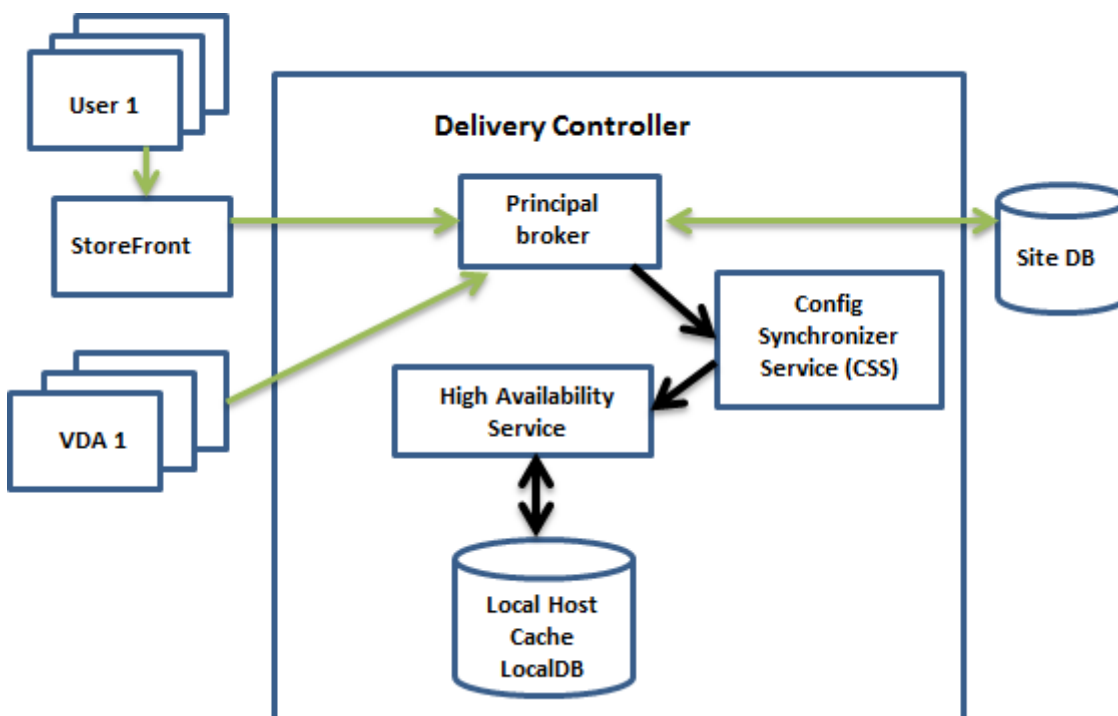 User 1
Delivery Controller
Principal
broker
StoreFront
Site DB
Config
Synchronizer
Service (CSS)
High Availability
Service
VDA 1
Local Host
Cache
LocalDB